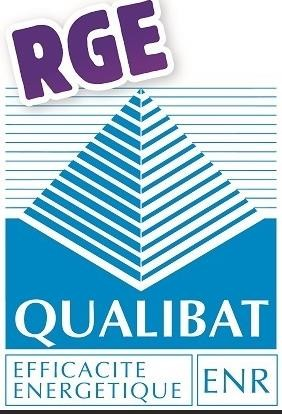 RGE
QUALIBAT
EFFICACITE
ENERGETIQUE
ENR